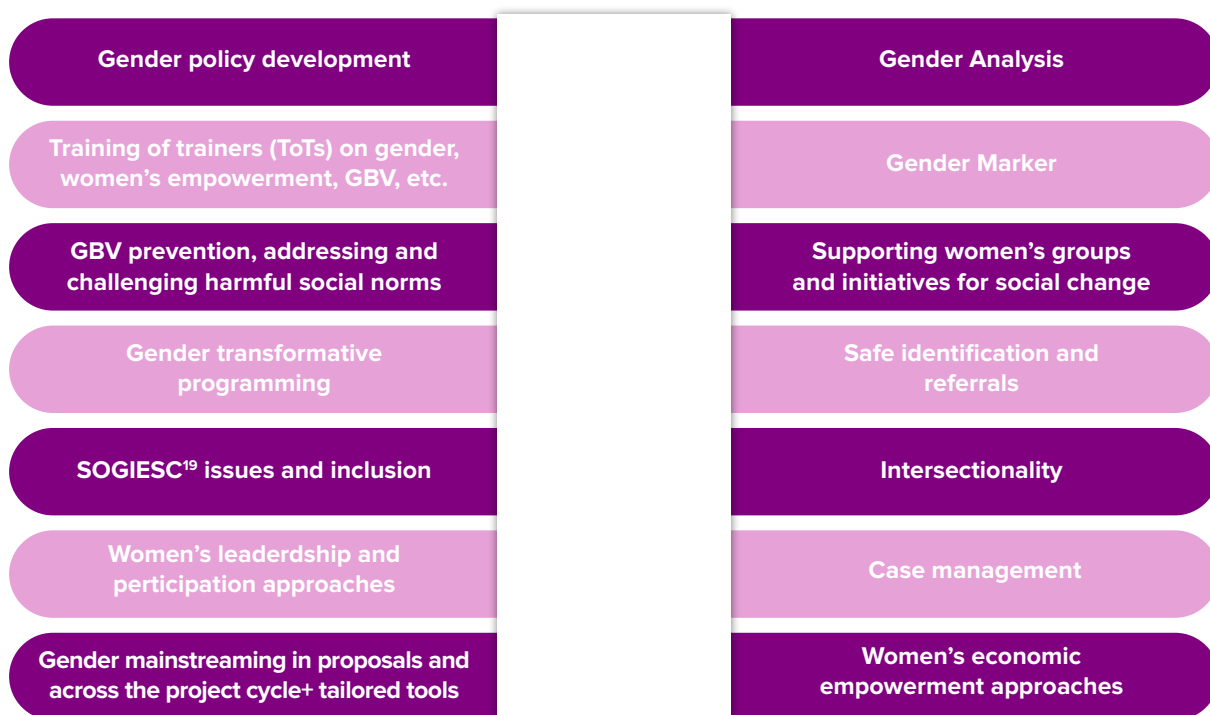 Gender policy development
Gender Analysis
Training of trainers (ToTs) on gender,
women's empowerment, GBV, etc.
Gender Marker
GBV prevention, addressing and
challenging harmful social norms
Supporting women's groups
and initiatives for social change
Gender transformative
programming
Safe identification and
referrals
SOGIESC¹⁹ issues and inclusion
Intersectionality
Women's leaderdship and
perticipation approaches
Case management
Gender mainstreaming in proposals and
across the project cycle+ tailored tools
Women's economic
empowerment approaches